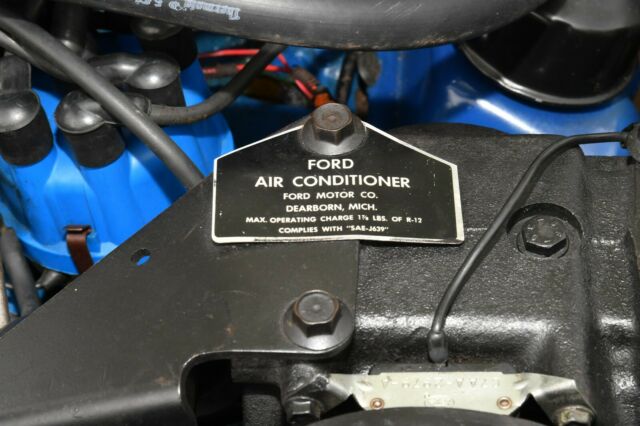 Thermoid
FORD
AIR CONDITIONER
FORD MOTOR CO.
DEARBORN, MICH.
MAX. OPERATING CHARGE 1¾ LBS. OF R-12
COMPLIES WITH "SAE-J639"